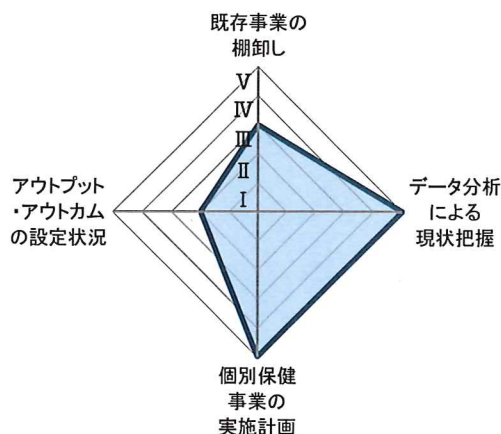 既存事業の
棚卸し
Ⅴ
Ⅳ
Ⅲ
Ⅱ
Ⅰ
アウトプット
・アウトカム
の設定状況
データ分析
による
現状把握
個別保健
事業の
実施計画